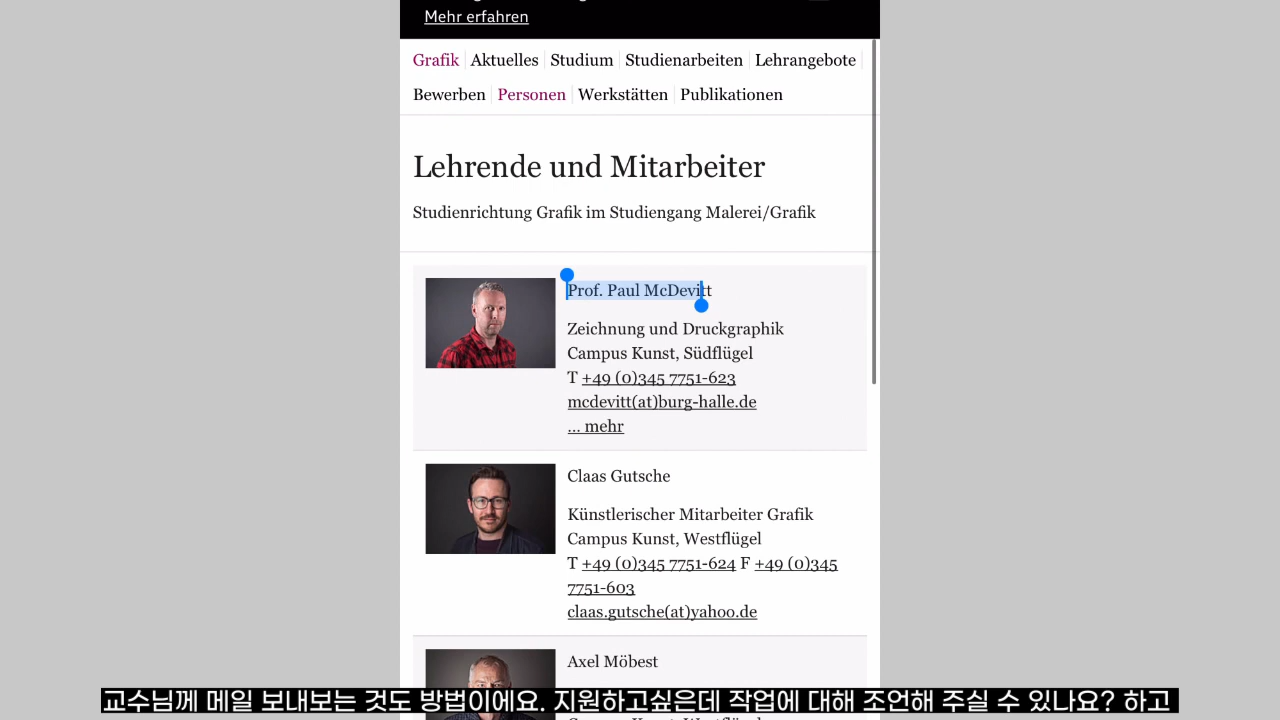 Mehr erfahren
Grafik Aktuelles Studium Studienarbeiten Lehrangebote
Bewerben Personen Werkstätten Publikationen
Lehrende und Mitarbeiter
Studienrichtung Grafik im Studiengang Malerei/Grafik
Prof. Paul McDevitt
Zeichnung und Druckgraphik
Campus Kunst, Südflügel
T +49 (0)345 7751-623
mcdevitt(at)burg-halle.de
... mehr
Claas Gutsche
Künstlerischer Mitarbeiter Grafik
Campus Kunst, Westflügel
T +49 (0)345 7751-624 F +49 (0)345
7751-603
claas.gutsche(at)yahoo.de
Axel Möbest
교수님께 메일 보내보는 것도 방법이에요. 지원하고싶은데 작업에 대해 조언해 주실 수 있나요? 하고